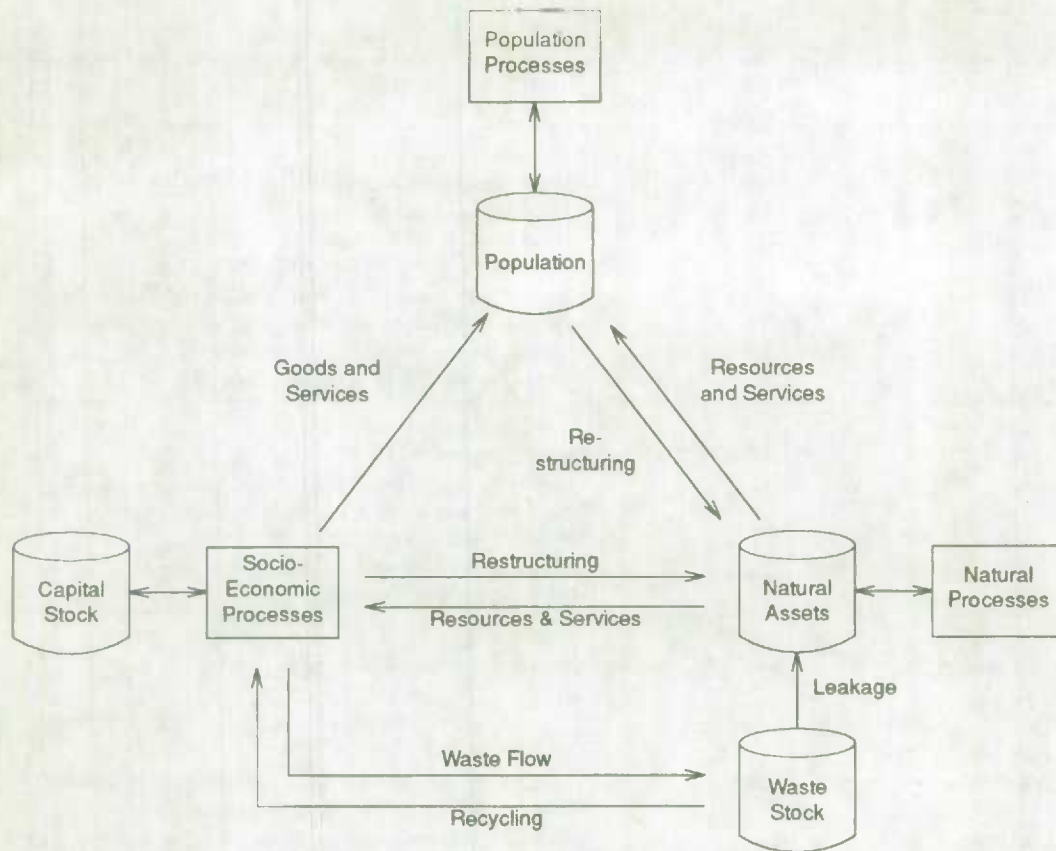 Population
Processes
Population
Goods and
Services
Resources
and Services
Re-
structuring
Capital
Stock
Socio-
Economic
Processes
Restructuring
Resources & Services
Natural
Assets
Natural
Processes
Leakage
Waste Flow
Recycling
Waste
Stock